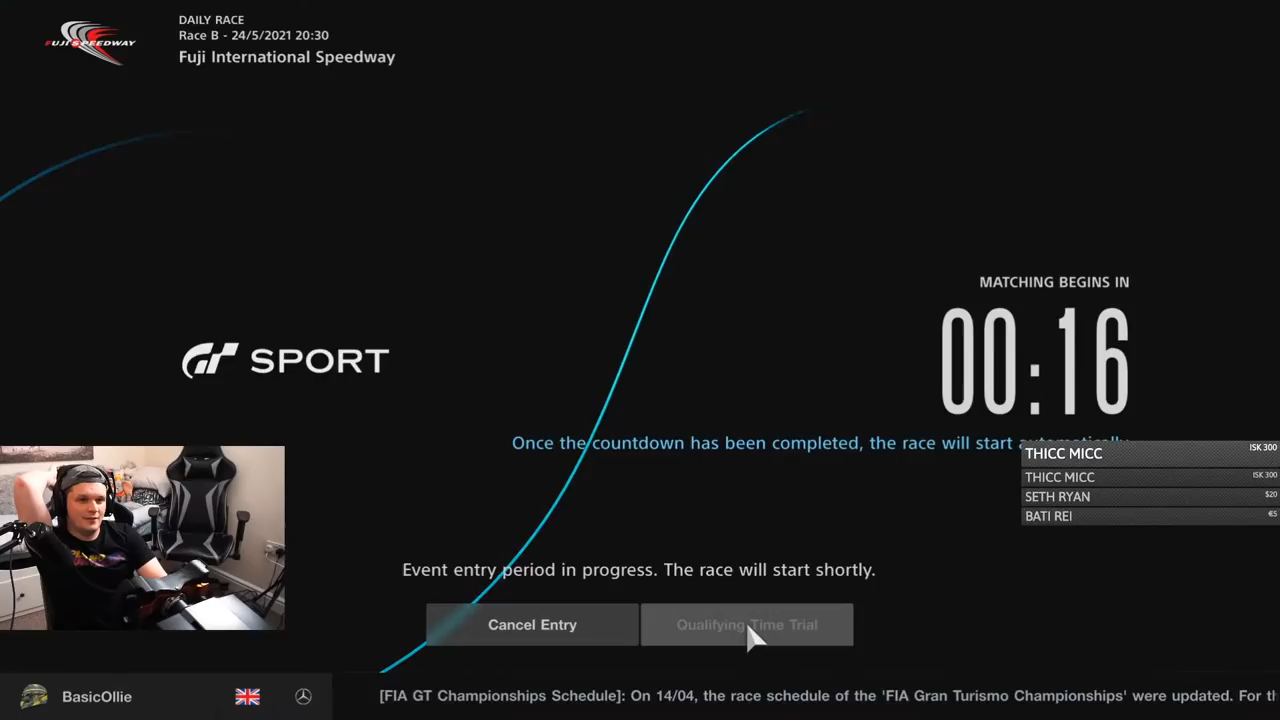 DAILY RACE
Race B - 24/5/2021 20:30
FUJI SPEEDWAY
Fuji International Speedway
MATCHING BEGINS IN
00:16
GT SPORT
Once the countdown has been completed, the race will start automatically.
THICC MICC ISK 300
THICC MICC ISK 300
SETH RYAN $20
BATI REI €5
Event entry period in progress. The race will start shortly.
Cancel Entry
Qualifying Time Trial
BasicOllie
[FIA GT Championships Schedule]: On 14/04, the race schedule of the 'FIA Gran Turismo Championships' were updated. For th